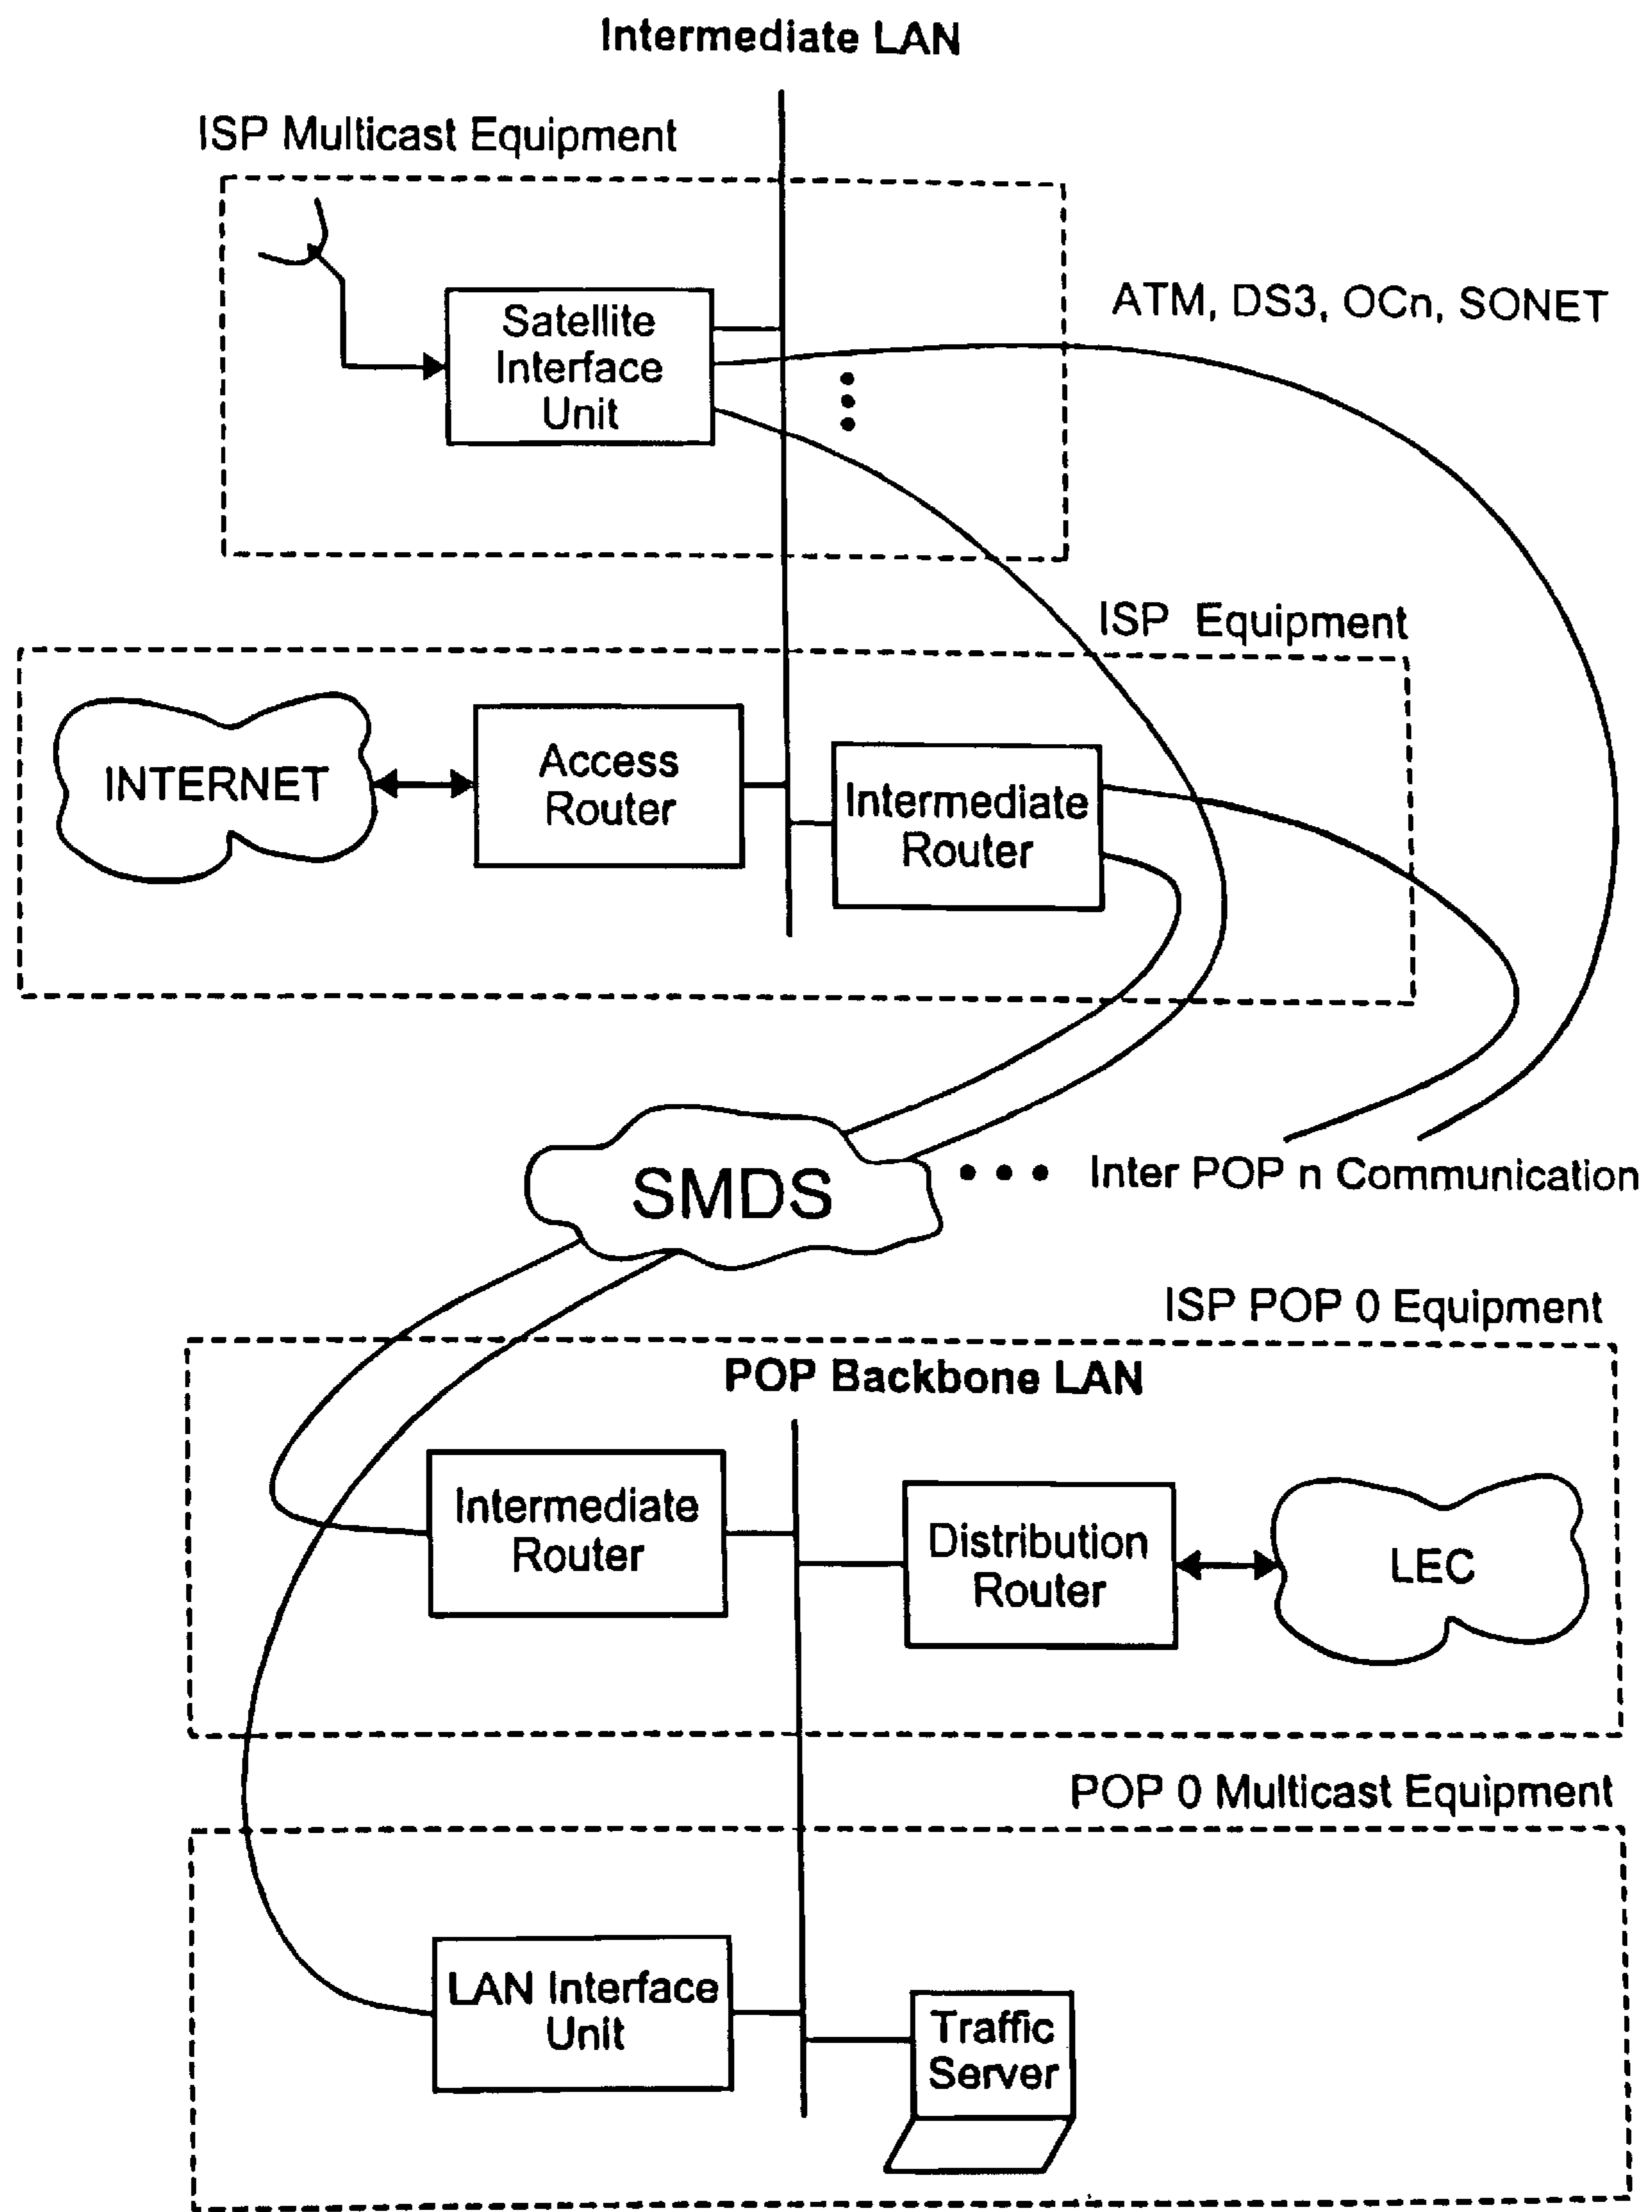 Intermediate LAN
ISP Multicast Equipment
Satellite
Interface
Unit
ATM, DS3, OCn, SONET
ISP Equipment
INTERNET
Access
Router
Intermediate
Router
SMDS
Inter POP n Communication
ISP POP 0 Equipment
POP Backbone LAN
Intermediate
Router
Distribution
Router
LEC
POP 0 Multicast Equipment
LAN Interface
Unit
Traffic
Server